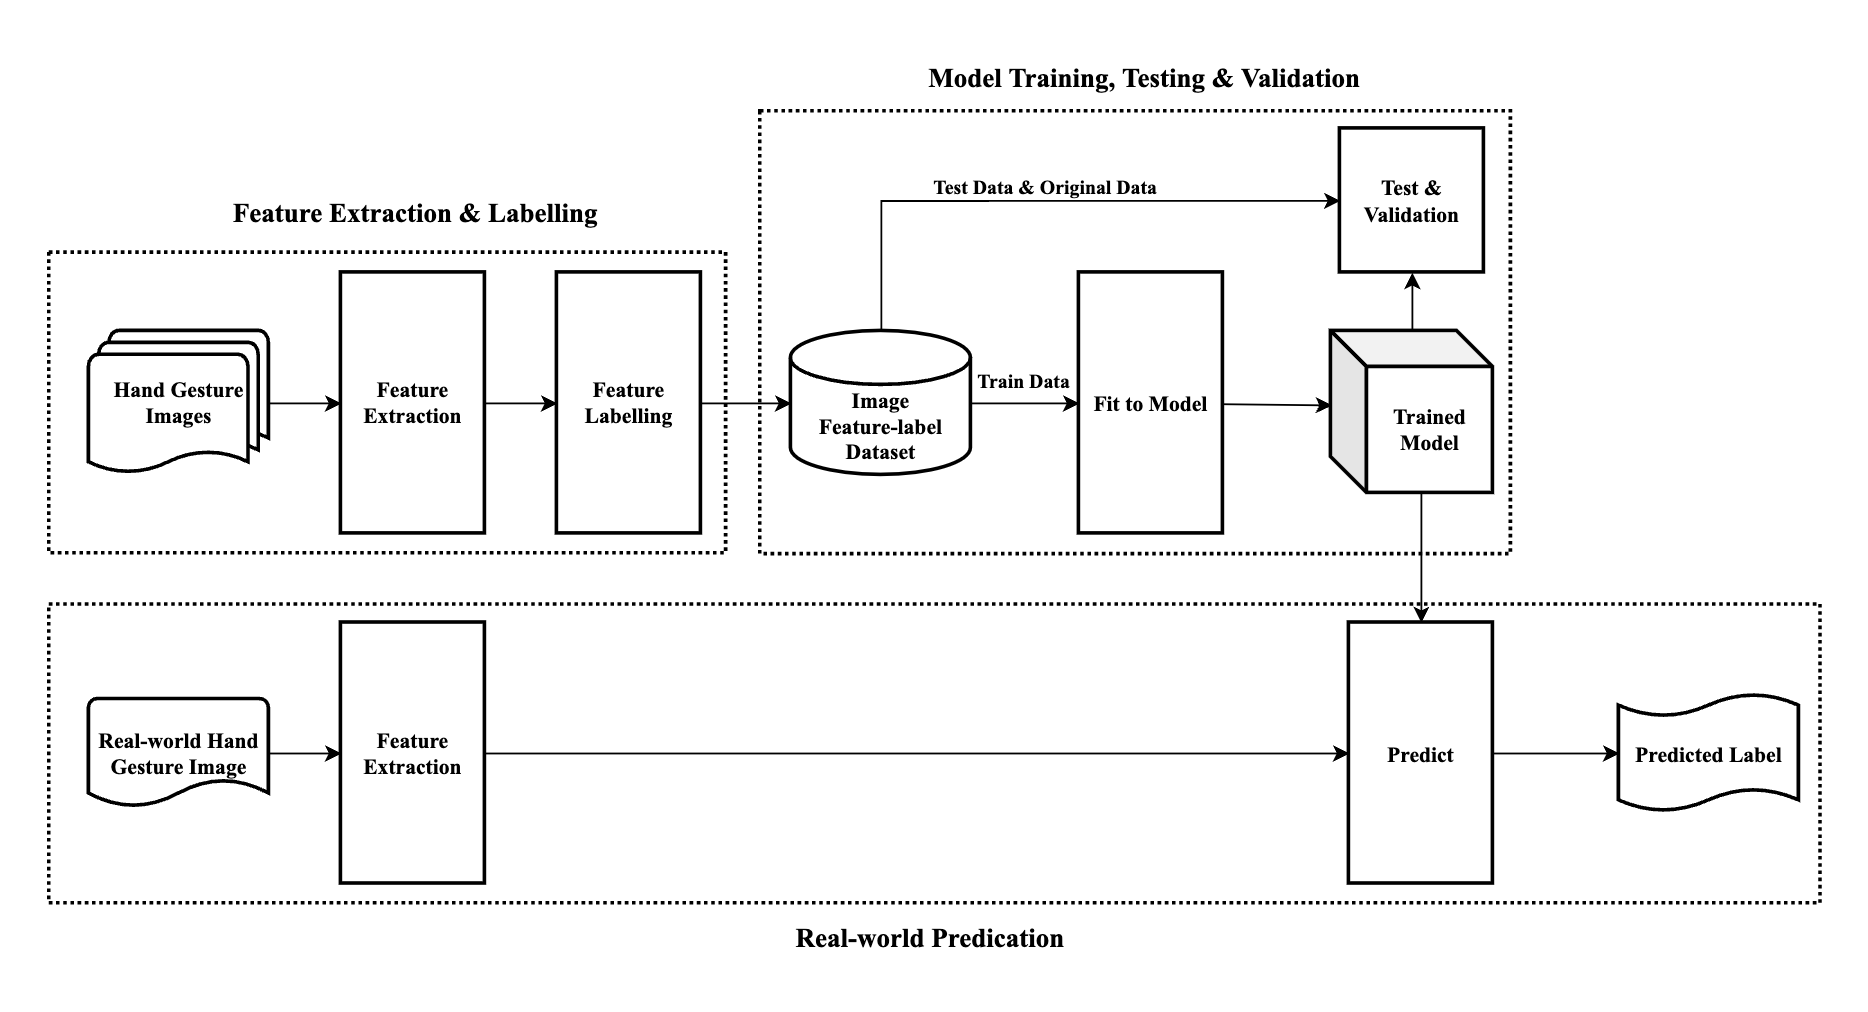 Model Training, Testing & Validation
Test Data & Original Data
Test &
Validation
Feature Extraction & Labelling
Hand Gesture
Images
Feature
Extraction
Feature
Labelling
Image
Feature-label
Dataset
Train Data
Fit to Model
Trained
Model
Real-world Hand
Gesture Image
Feature
Extraction
Predict
Predicted Label
Real-world Predication